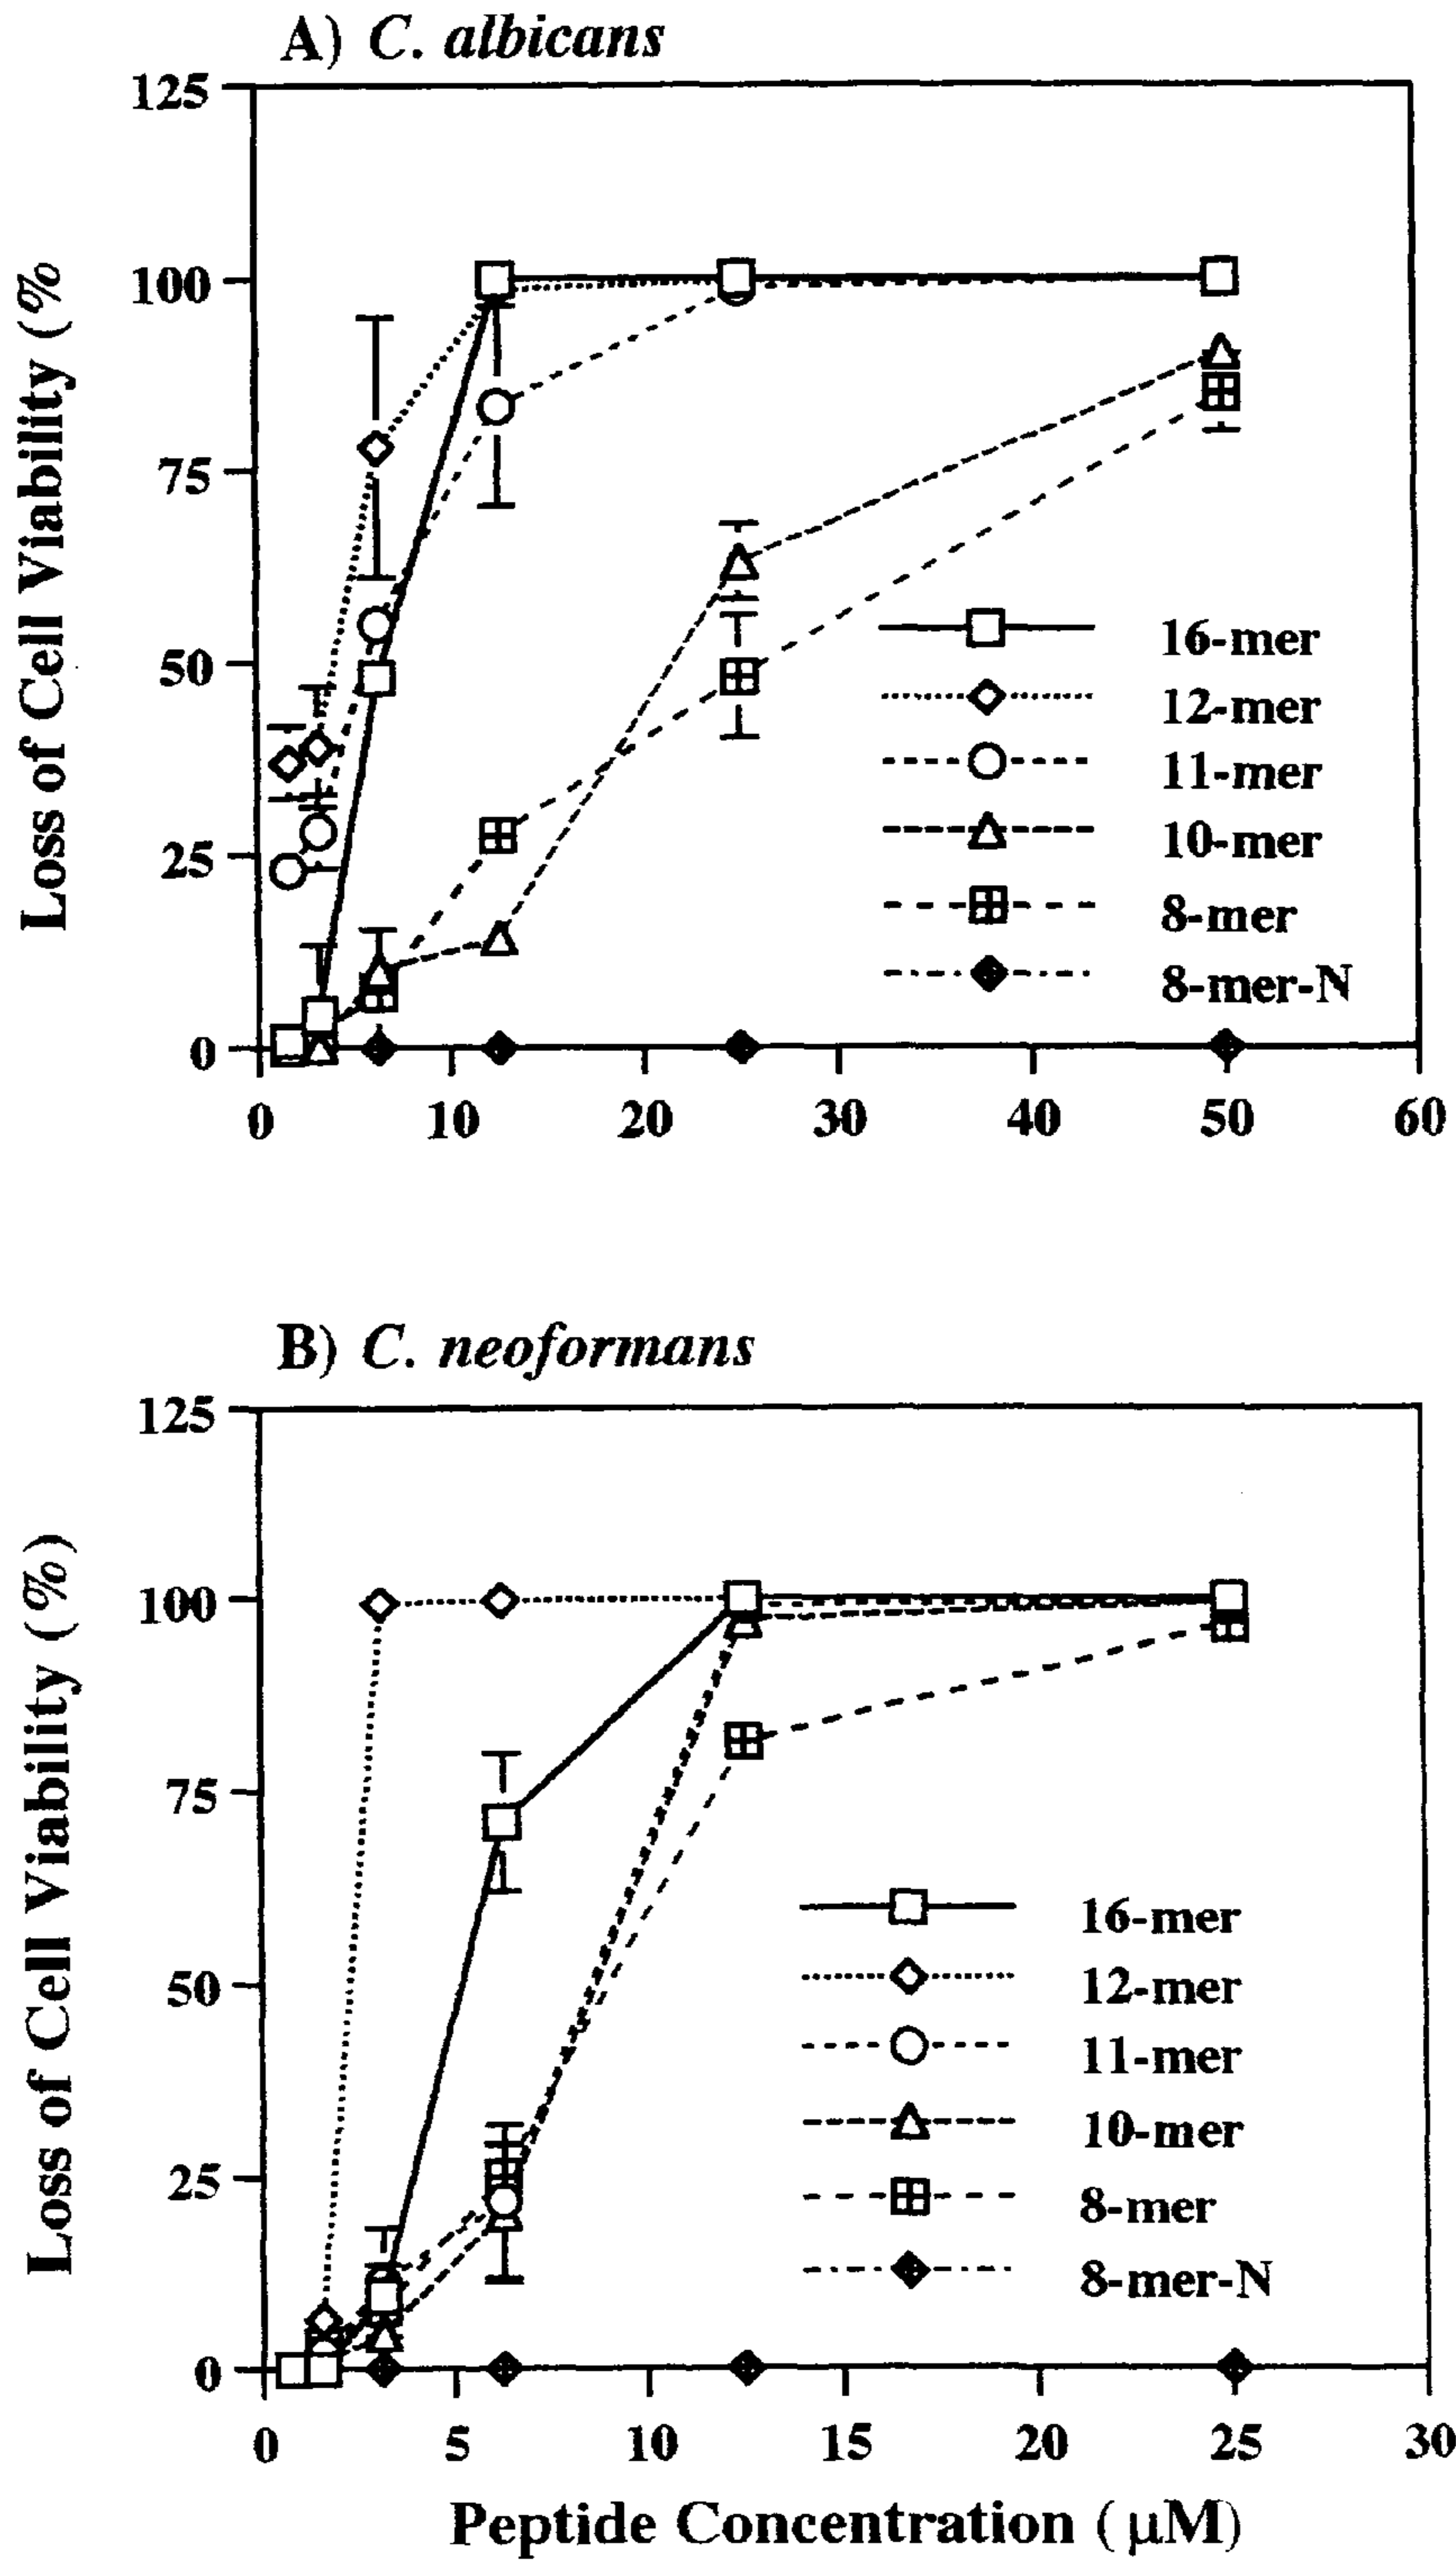 A) C. albicans
125
100
75
50
25
0
0 10 20 30 40 50 60
Loss of Cell Viability (%
16-mer
12-mer
11-mer
10-mer
8-mer
8-mer-N
B) C. neoformans
125
100
75
50
25
0
0 5 10 15 20 25 30
Loss of Cell Viability (%)
16-mer
12-mer
11-mer
10-mer
8-mer
8-mer-N
Peptide Concentration (μM)